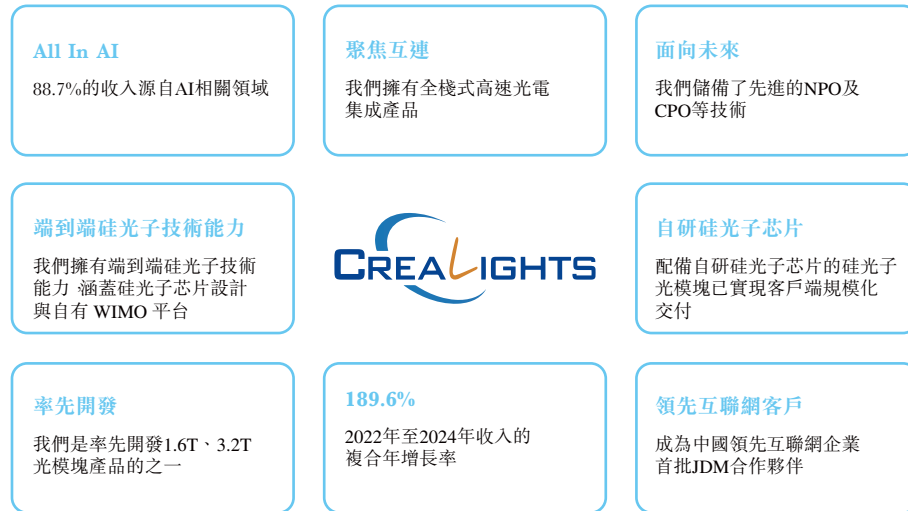 All In AI
88.7%的收入源自AI相關領域
聚焦互連
我們擁有全棧式高速光電
集成產品
面向未來
我們儲備了先進的NPO及
CPO等技術
端到端硅光子技術能力
我們擁有端到端硅光子技術
能力，涵蓋硅光子芯片設計
與自有 WIMO 平台
CREALIGHTS
自研硅光子芯片
配備自研硅光子芯片的硅光子
光模塊已實現客戶端規模化
交付
率先開發
我們是率先開發1.6T、3.2T
光模塊產品的之一
189.6%
2022年至2024年收入的
複合年增長率
領先互聯網客戶
成為中國領先互聯網企業
首批JDM合作夥伴